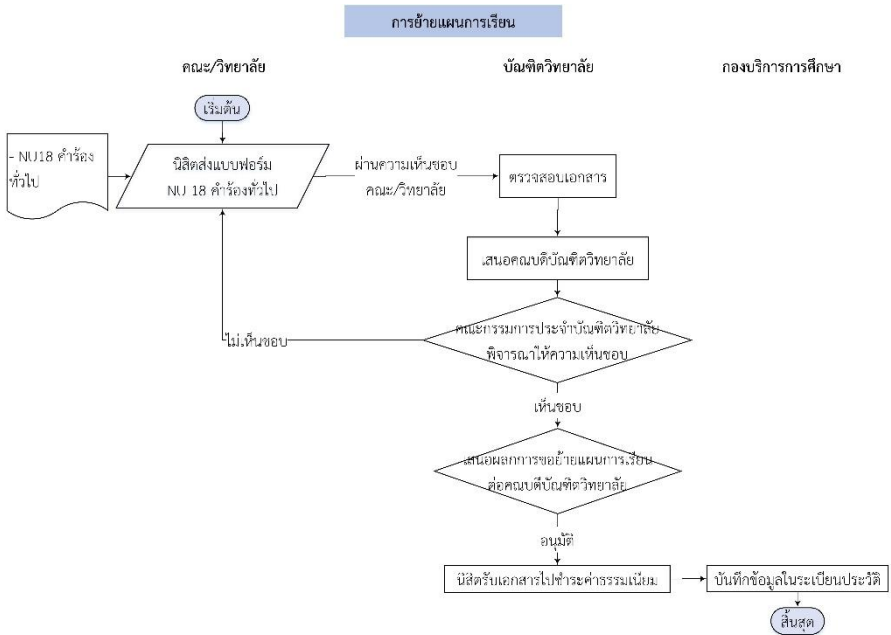 การย้ายแผนการเรียน
คณะ/วิทยาลัย
บัณฑิตวิทยาลัย
กองบริการการศึกษา
เริ่มต้น
- NU18 คำร้อง
ทั่วไป
นิสิตส่งแบบฟอร์ม
NU 18 คำร้องทั่วไป
ผ่านความเห็นชอบ
คณะ/วิทยาลัย
ตรวจสอบเอกสาร
เสนอคณบดีบัณฑิตวิทยาลัย
ไม่เห็นชอบ
คณะกรรมการประจำบัณฑิตวิทยาลัย
พิจารณาให้ความเห็นชอบ
เห็นชอบ
เสนอผลการขอย้ายแผนการเรียน
ต่อคณบดีบัณฑิตวิทยาลัย
อนุมัติ
นิสิตรับเอกสารไปชำระค่าธรรมเนียม
บันทึกข้อมูลในระเบียนประวัติ
สิ้นสุด